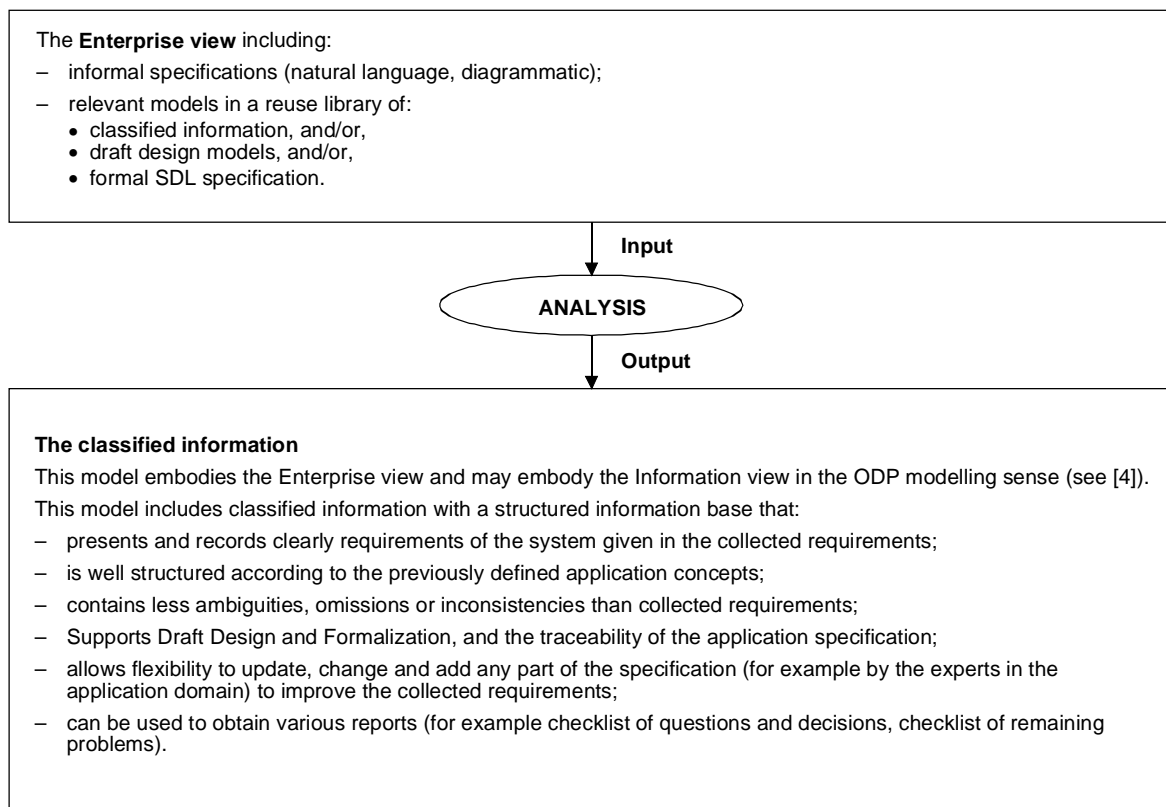 The Enterprise view including:
– informal specifications (natural language, diagrammatic);
– relevant models in a reuse library of:
• classified information, and/or,
• draft design models, and/or,
• formal SDL specification.
Input
ANALYSIS
Output
The classified information
This model embodies the Enterprise view and may embody the Information view in the ODP modelling sense (see [4]).
This model includes classified information with a structured information base that:
– presents and records clearly requirements of the system given in the collected requirements;
– is well structured according to the previously defined application concepts;
– contains less ambiguities, omissions or inconsistencies than collected requirements;
– Supports Draft Design and Formalization, and the traceability of the application specification;
– allows flexibility to update, change and add any part of the specification (for example by the experts in the
application domain) to improve the collected requirements;
– can be used to obtain various reports (for example checklist of questions and decisions, checklist of remaining
problems).